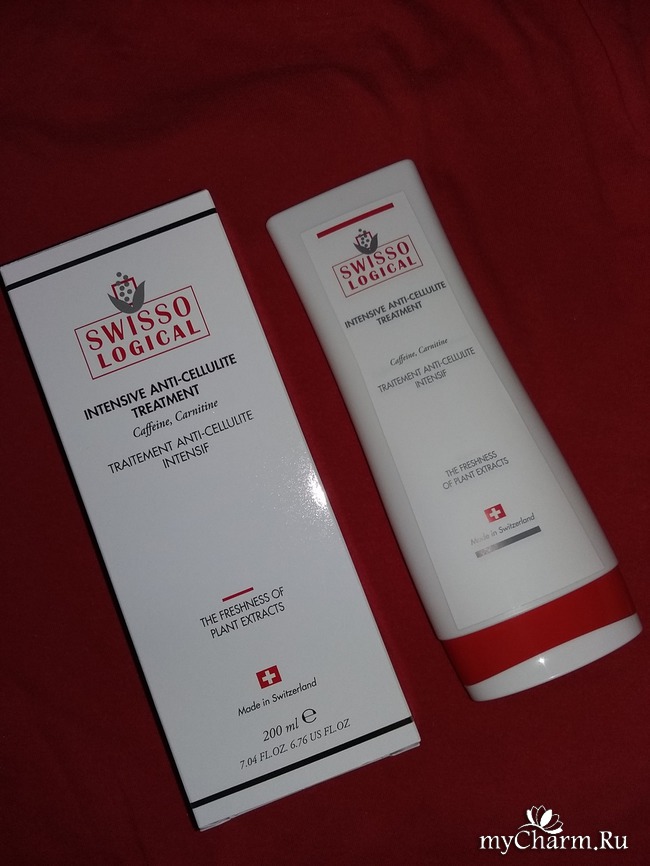 SWISSO
LOGICAL
INTENSIVE ANTI-CELLULITE
TREATMENT
Caffeine, Carnitine
TRAITEMENT ANTI-CELLULITE
INTENSIF
THE FRESHNESS OF
PLANT EXTRACTS
Made in Switzerland
200 ml e
7.04 FL.OZ. 6.76 US FL.OZ
SWISSO
LOGICAL
INTENSIVE ANTI-CELLULITE
TREATMENT
Caffeine, Carnitine
TRAITEMENT ANTI-CELLULITE
INTENSIF
THE FRESHNESS
OF PLANT EXTRACTS
Made in Switzerland
myCharm.Ru